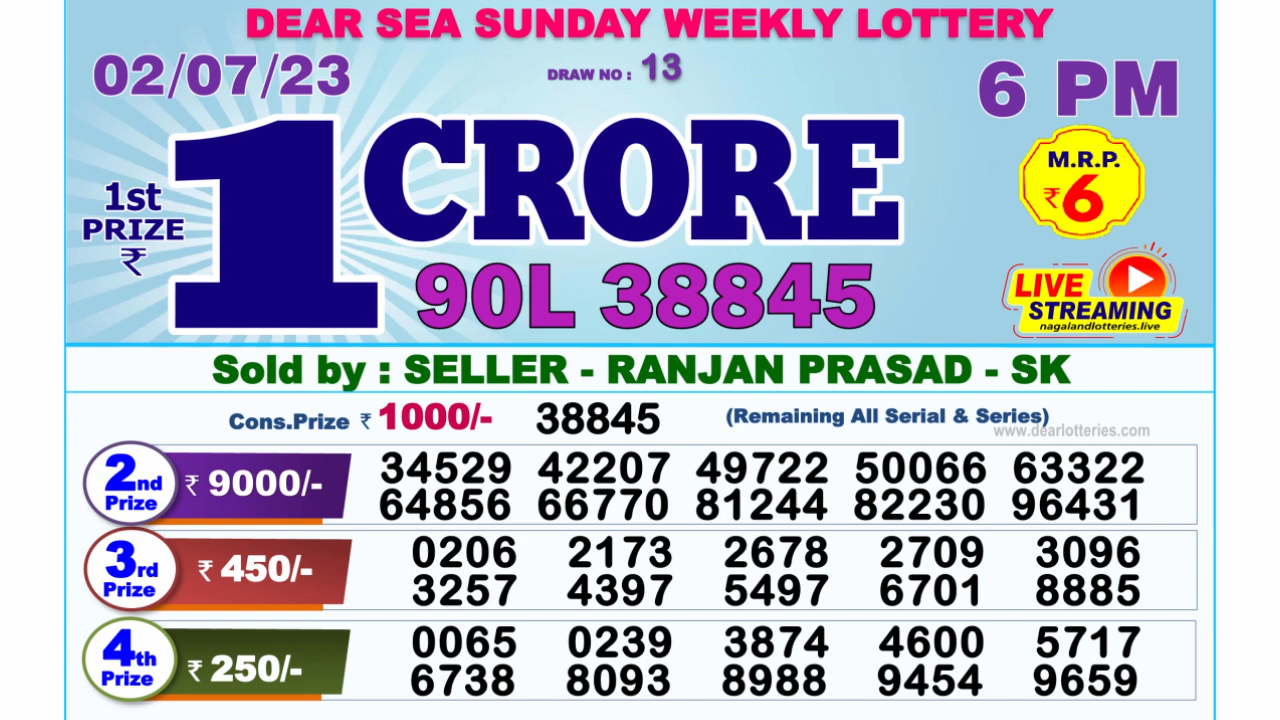 DEAR SEA SUNDAY WEEKLY LOTTERY
02/07/23
DRAW NO : 13
6 PM
1st
PRIZE
₹
1 CRORE
M.R.P.
₹6
90L 38845
LIVE
STREAMING
nagalandlotteries.live
Sold by : SELLER - RANJAN PRASAD - SK
Cons.Prize ₹ 1000/- 38845 (Remaining All Serial & Series)
www.dearlotteries.com
2nd Prize ₹ 9000/-
34529 42207 49722 50066 63322
64856 66770 81244 82230 96431
3rd Prize ₹ 450/-
0206 2173 2678 2709 3096
3257 4397 5497 6701 8885
4th Prize ₹ 250/-
0065 0239 3874 4600 5717
6738 8093 8988 9454 9659